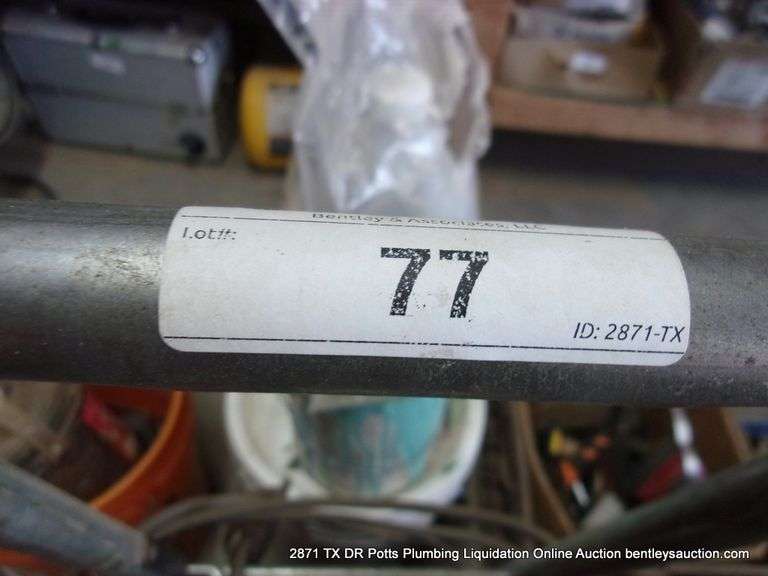 Bentley & Associates, LLC
Lot#:
77
ID: 2871-TX
2871 TX DR Potts Plumbing Liquidation Online Auction bentleysauction.com